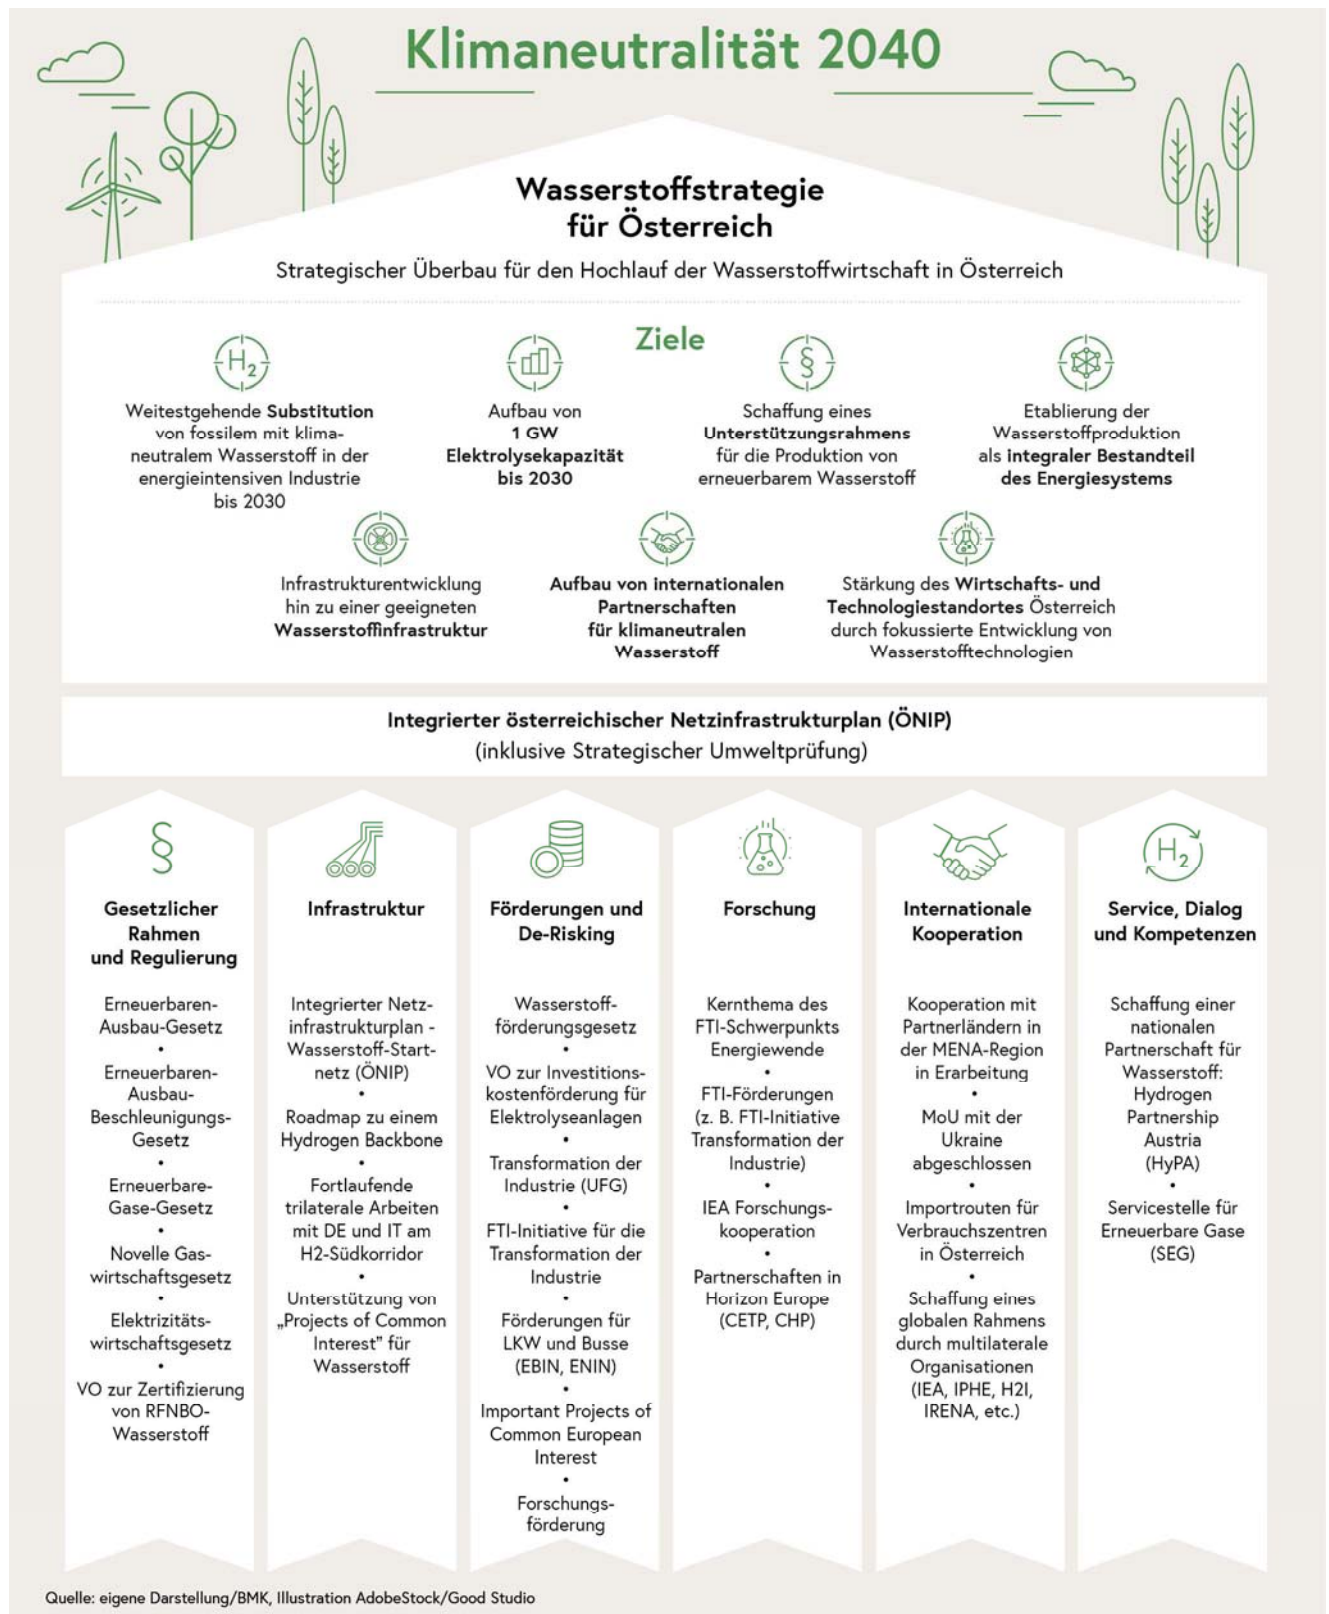 Klimaneutralität 2040
Wasserstoffstrategie
für Österreich
Strategischer Überbau für den Hochlauf der Wasserstoffwirtschaft in Österreich
Ziele
H2
Weitestgehende Substitution
von fossilem mit klima-
neutralem Wasserstoff in der
energieintensiven Industrie
bis 2030
Aufbau von
1 GW
Elektrolysekapazität
bis 2030
§
Schaffung eines
Unterstützungsrahmens
für die Produktion von
erneuerbarem Wasserstoff
Etablierung der
Wasserstoffproduktion
als integraler Bestandteil
des Energiesystems
Infrastrukturentwicklung
hin zu einer geeigneten
Wasserstoffinfrastruktur
Aufbau von internationalen
Partnerschaften
für klimaneutralen
Wasserstoff
Stärkung des Wirtschafts- und
Technologiestandortes Österreich
durch fokussierte Entwicklung von
Wasserstofftechnologien
Integrierter österreichischer Netzinfrastrukturplan (ÖNIP)
(inklusive Strategischer Umweltprüfung)
§
Gesetzlicher
Rahmen
und Regulierung
Erneuerbaren-
Ausbau-Gesetz
•
Erneuerbaren-
Ausbau-
Beschleunigungs-
Gesetz
•
Erneuerbare-
Gase-Gesetz
•
Novelle Gas-
wirtschaftsgesetz
•
Elektrizitäts-
wirtschaftsgesetz
•
VO zur Zertifizierung
von RFNBO-
Wasserstoff
Infrastruktur
Integrierter Netz-
infrastrukturplan -
Wasserstoff-Start-
netz (ÖNIP)
•
Roadmap zu einem
Hydrogen Backbone
•
Fortlaufende
trilaterale Arbeiten
mit DE und IT am
H2-Südkorridor
•
Unterstützung von
„Projects of Common
Interest" für
Wasserstoff
Förderungen und
De-Risking
Wasserstoff-
förderungsgesetz
•
VO zur Investitions-
kostenförderung für
Elektrolyseanlagen
•
Transformation der
Industrie (UFG)
•
FTI-Initiative für die
Transformation der
Industrie
•
Förderungen für
LKW und Busse
(EBIN, ENIN)
•
Important Projects of
Common European
Interest
•
Forschungs-
förderung
Forschung
Kernthema des
FTI-Schwerpunkts
Energiewende
•
FTI-Förderungen
(z. B. FTI-Initiative
Transformation der
Industrie)
•
IEA Forschungs-
kooperation
•
Partnerschaften in
Horizon Europe
(CETP, CHP)
Internationale
Kooperation
Kooperation mit
Partnerländern in
der MENA-Region
in Erarbeitung
•
MoU mit der
Ukraine
abgeschlossen
•
Importrouten für
Verbrauchszentren
in Österreich
•
Schaffung eines
globalen Rahmens
durch multilaterale
Organisationen
(IEA, IPHE, H2I,
IRENA, etc.)
H2
Service, Dialog
und Kompetenzen
Schaffung einer
nationalen
Partnerschaft für
Wasserstoff:
Hydrogen
Partnership
Austria
(HyPA)
•
Servicestelle für
Erneuerbare Gase
(SEG)
Quelle: eigene Darstellung/BMK, Illustration AdobeStock/Good Studio